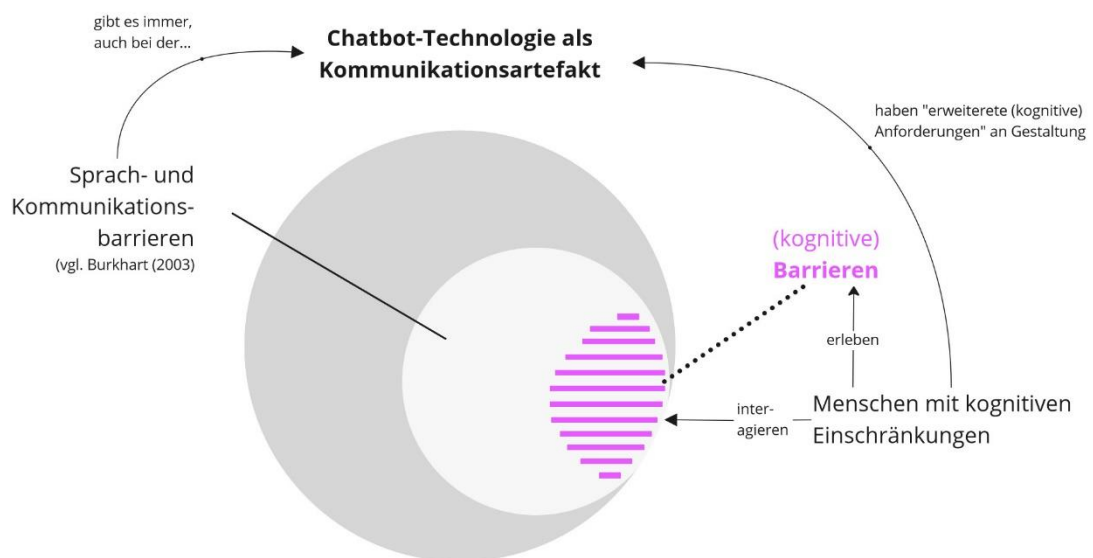 gibt es immer,
auch bei der...
Chatbot-Technologie als
Kommunikationsartefakt
haben "erweiterete (kognitive)
Anforderungen" an Gestaltung
Sprach- und
Kommunikations-
barrieren
(vgl. Burkhart (2003)
(kognitive)
Barrieren
erleben
inter-
agieren
Menschen mit kognitiven
Einschränkungen